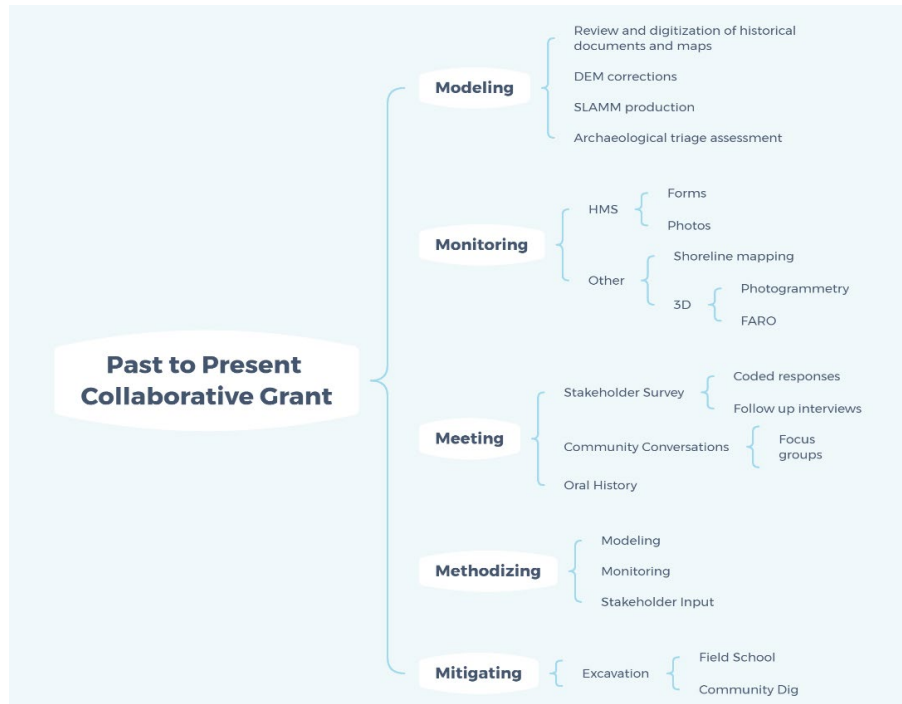 Past to Present
Collaborative Grant
Modeling
Review and digitization of historical
documents and maps
DEM corrections
SLAMM production
Archaeological triage assessment
Monitoring
HMS
Forms
Photos
Other
Shoreline mapping
3D
Photogrammetry
FARO
Meeting
Stakeholder Survey
Coded responses
Follow up interviews
Community Conversations
Focus
groups
Oral History
Methodizing
Modeling
Monitoring
Stakeholder Input
Mitigating
Excavation
Field School
Community Dig